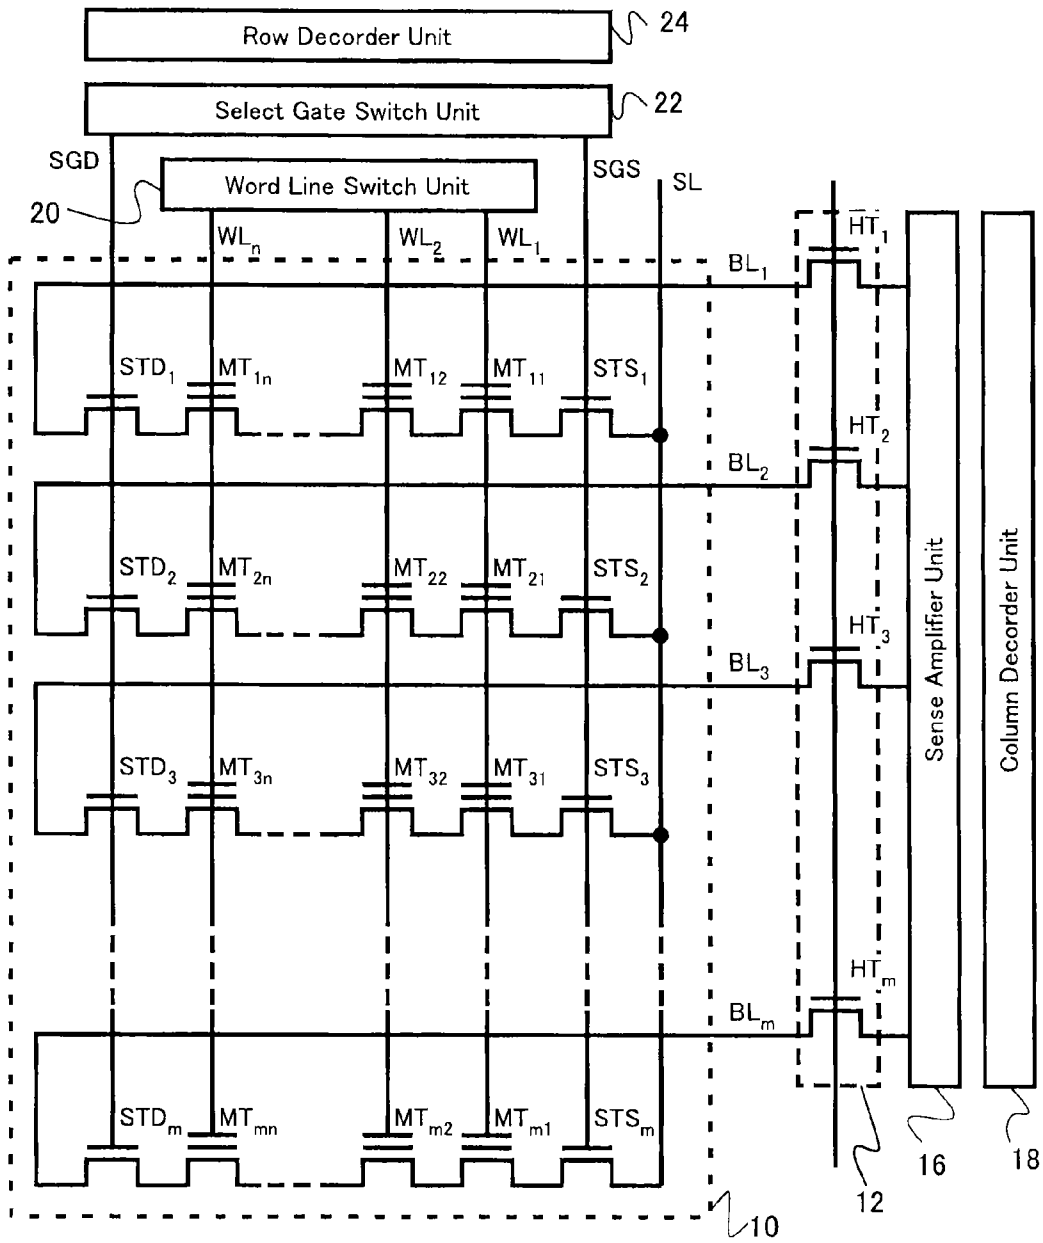 Row Decorder Unit
24
Select Gate Switch Unit
22
SGD
SGS
SL
Word Line Switch Unit
20
WLn
WL2
WL1
HT1
BL1
STD1
MT1n
MT12
MT11
STS1
HT2
BL2
STD2
MT2n
MT22
MT21
STS2
HT3
BL3
STD3
MT3n
MT32
MT31
STS3
HTm
BLm
STDm
MTmn
MTm2
MTm1
STSm
Sense Amplifier Unit
Column Decorder Unit
16
18
12
10